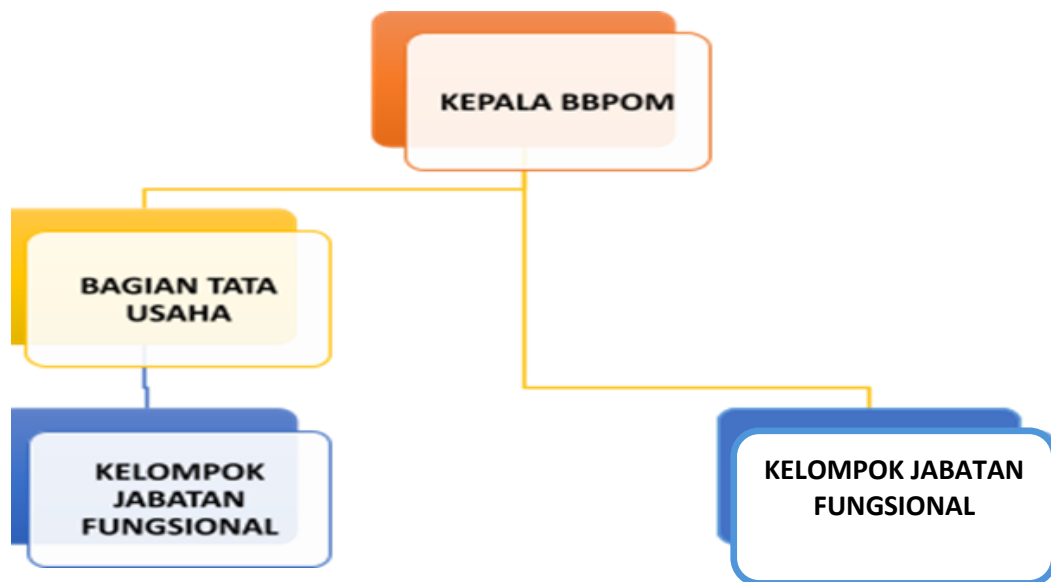 KEPALA BBPOM
BAGIAN TATA
USAHA
KELOMPOK
JABATAN
FUNGSIONAL
KELOMPOK JABATAN
FUNGSIONAL